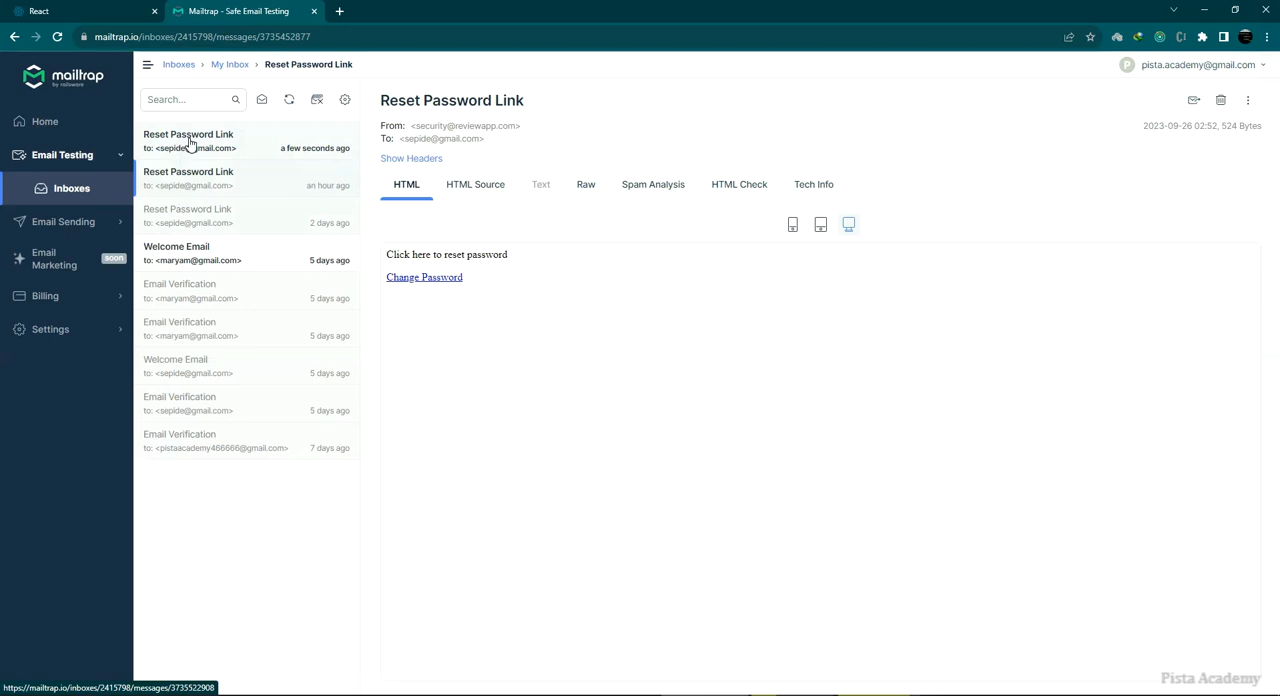 React
Mailtrap - Safe Email Testing
mailtrap.io/inboxes/2415798/messages/3735452877
mailtrap
by railsware
Home
Email Testing
Inboxes
Email Sending
Email Marketing
soon
Billing
Settings
Inboxes › My Inbox › Reset Password Link
pista.academy@gmail.com
P
Search...
Reset Password Link
to: <sepide@gmail.com> a few seconds ago
Reset Password Link
to: <sepide@gmail.com> an hour ago
Reset Password Link
to: <sepide@gmail.com> 2 days ago
Welcome Email
to: <maryam@gmail.com> 5 days ago
Email Verification
to: <maryam@gmail.com> 5 days ago
Email Verification
to: <maryam@gmail.com> 5 days ago
Welcome Email
to: <sepide@gmail.com> 5 days ago
Email Verification
to: <sepide@gmail.com> 5 days ago
Email Verification
to: <pistaacademy466666@gmail.com> 7 days ago
Reset Password Link
From: <security@reviewapp.com>
2023-09-26 02:52, 524 Bytes
To: <sepide@gmail.com>
Show Headers
HTML HTML Source Text Raw Spam Analysis HTML Check Tech Info
Click here to reset password
Change Password
Pista Academy
https://mailtrap.io/inboxes/2415798/messages/3735522908